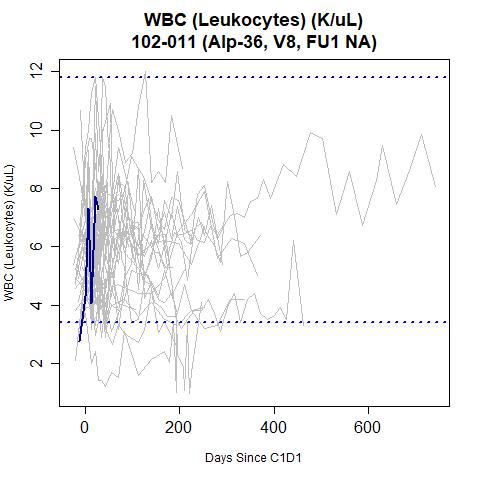 WBC (Leukocytes) (K/uL)
102-011 (Alp-36, V8, FU1 NA)
WBC (Leukocytes) (K/uL)
12
10
8
6
4
2
0 200 400 600
Days Since C1D1